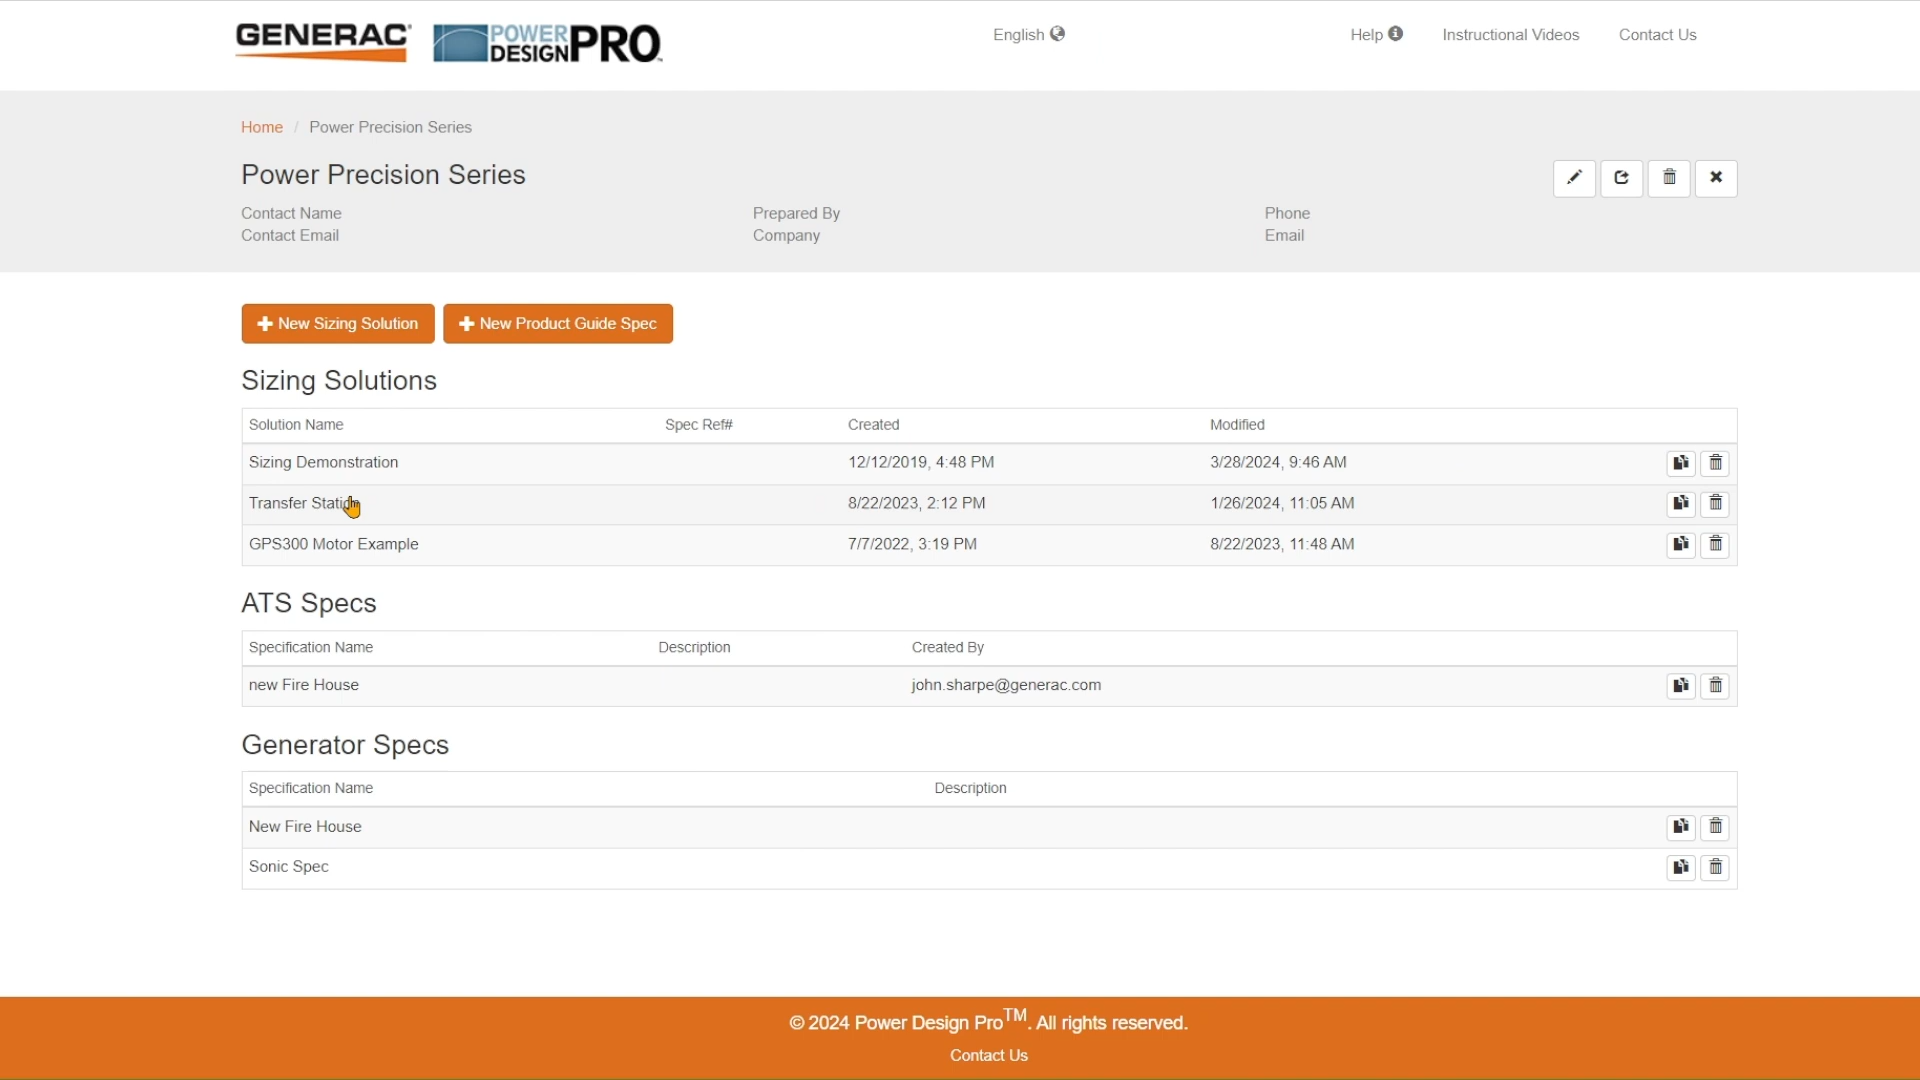 GENERAC POWER DESIGN PRO™
English
Help Instructional Videos Contact Us
Home / Power Precision Series
Power Precision Series
Contact Name Prepared By Phone
Contact Email Company Email
New Sizing Solution New Product Guide Spec
Sizing Solutions
Solution Name Spec Ref# Created Modified
Sizing Demonstration 12/12/2019, 4:48 PM 3/28/2024, 9:46 AM
Transfer Station 8/22/2023, 2:12 PM 1/26/2024, 11:05 AM
GPS300 Motor Example 7/7/2022, 3:19 PM 8/22/2023, 11:48 AM
ATS Specs
Specification Name Description Created By
new Fire House john.sharpe@generac.com
Generator Specs
Specification Name Description
New Fire House
Sonic Spec
© 2024 Power Design Pro™. All rights reserved.
Contact Us